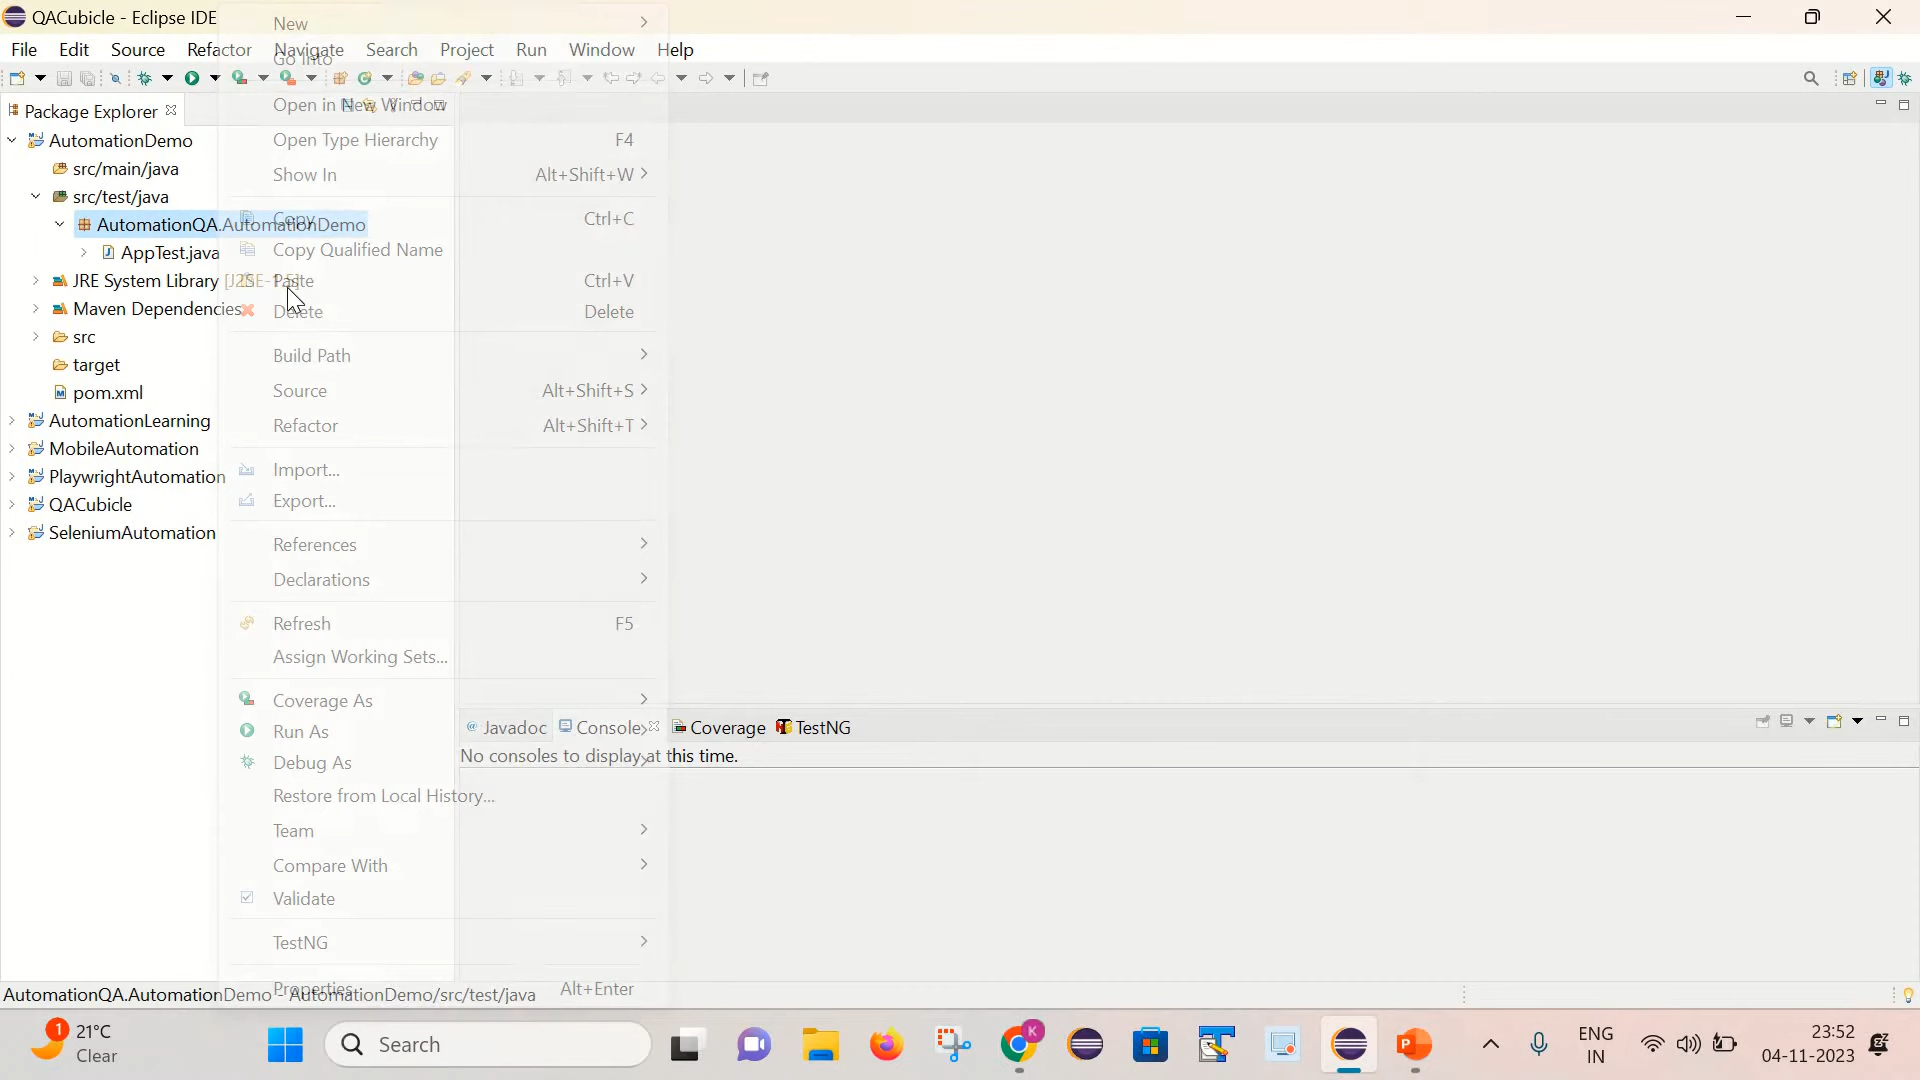 QACubicle - Eclipse IDE
File Edit Source Refactor Navigate Search Project Run Window Help
Package Explorer
AutomationDemo
src/main/java
src/test/java
AutomationQA.AutomationDemo
AppTest.java
JRE System Library [J2SE-1.5]
Maven Dependencies
src
target
pom.xml
AutomationLearning
MobileAutomation
PlaywrightAutomation
QACubicle
SeleniumAutomation
New
Go Into
Open in New Window
Open Type Hierarchy F4
Show In Alt+Shift+W
Copy Ctrl+C
Copy Qualified Name
Paste Ctrl+V
Delete Delete
Build Path
Source Alt+Shift+S
Refactor Alt+Shift+T
Import...
Export...
References
Declarations
Refresh F5
Assign Working Sets...
Coverage As
Run As
Debug As
Restore from Local History...
Team
Compare With
Validate
TestNG
Properties Alt+Enter
Javadoc Console Coverage TestNG
No consoles to display at this time.
AutomationQA.AutomationDemo - AutomationDemo/src/test/java
1
21°C
Clear
Search
K
P
ENG
IN
23:52
04-11-2023